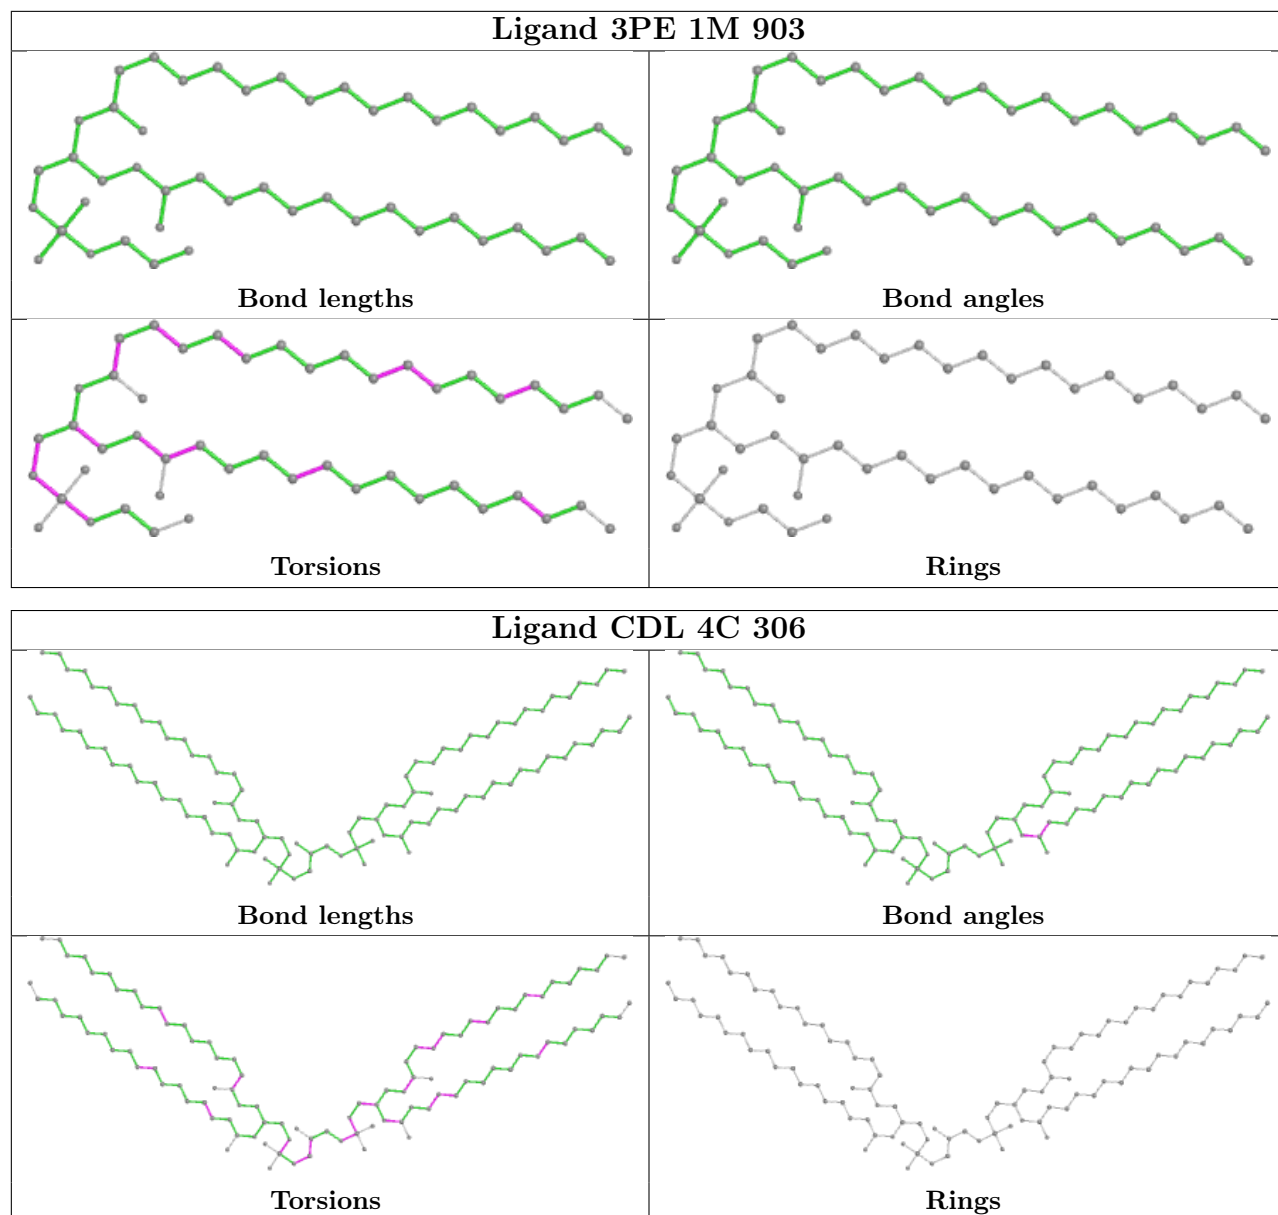 Ligand 3PE 1M 903
Bond lengths
Bond angles
Torsions
Rings
Ligand CDL 4C 306
Bond lengths
Bond angles
Torsions
Rings